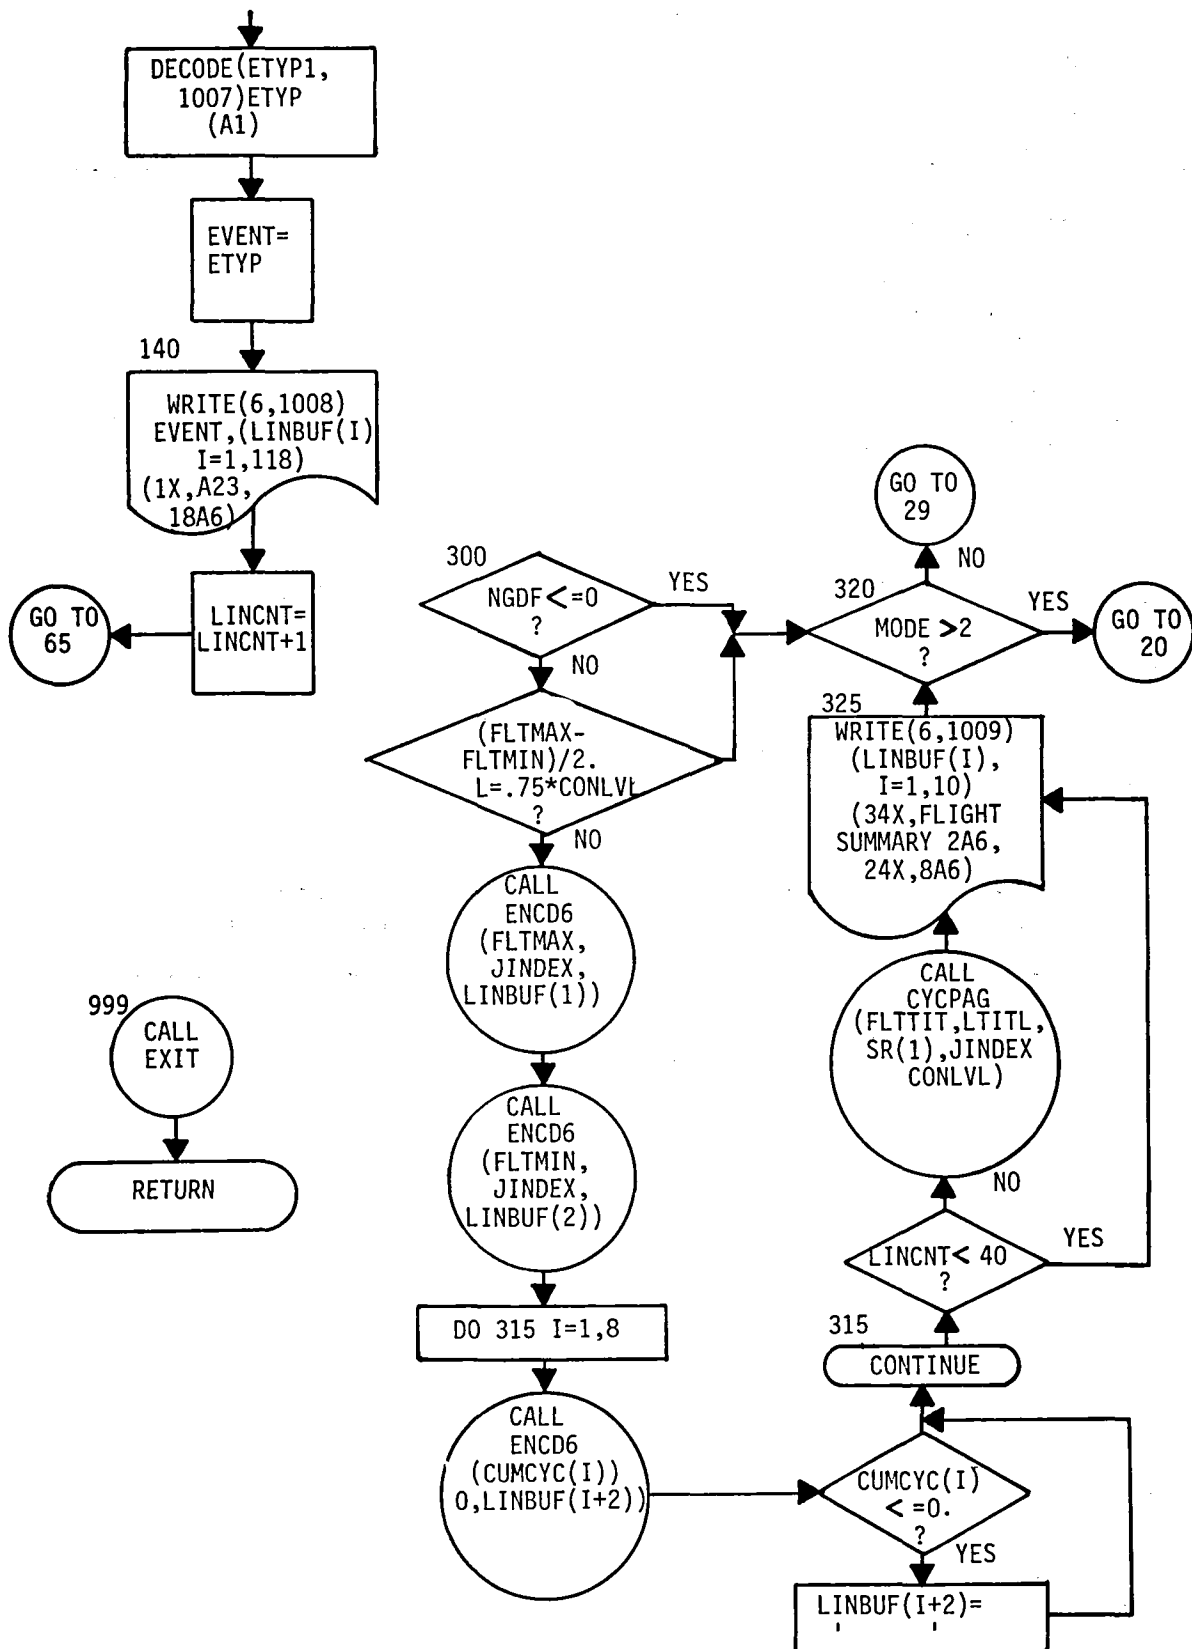 DECODE(ETYP1,
1007)ETYP
(A1)
EVENT=
ETYP
140
WRITE(6,1008)
EVENT,(LINBUF(I)
I=1,118)
(1X,A23,
18A6)
LINCNT=
LINCNT+1
GO TO
65
999
CALL
EXIT
RETURN
300
NGDF <=0
?
YES
NO
(FLTMAX-
FLTMIN)/2.
L=.75*CONLVL
?
NO
CALL
ENCD6
(FLTMAX,
JINDEX,
LINBUF(1))
CALL
ENCD6
(FLTMIN,
JINDEX,
LINBUF(2))
DO 315 I=1,8
CALL
ENCD6
(CUMCYC(I))
0,LINBUF(I+2))
GO TO
29
NO
320
MODE >2
?
YES
GO TO
20
325
WRITE(6,1009)
(LINBUF(I),
I=1,10)
(34X,FLIGHT
SUMMARY 2A6,
24X,8A6)
CALL
CYCPAG
(FLTTIT,LTITL,
SR(1),JINDEX
CONLVL)
NO
LINCNT< 40
?
YES
315
CONTINUE
CUMCYC(I)
< =0.
?
YES
LINBUF(I+2)=
' '